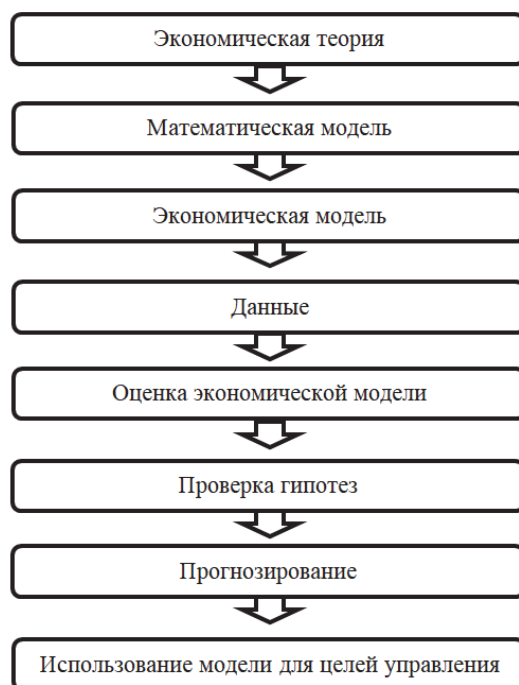 Экономическая теория
Математическая модель
Экономическая модель
Данные
Оценка экономической модели
Проверка гипотез
Прогнозирование
Использование модели для целей управления